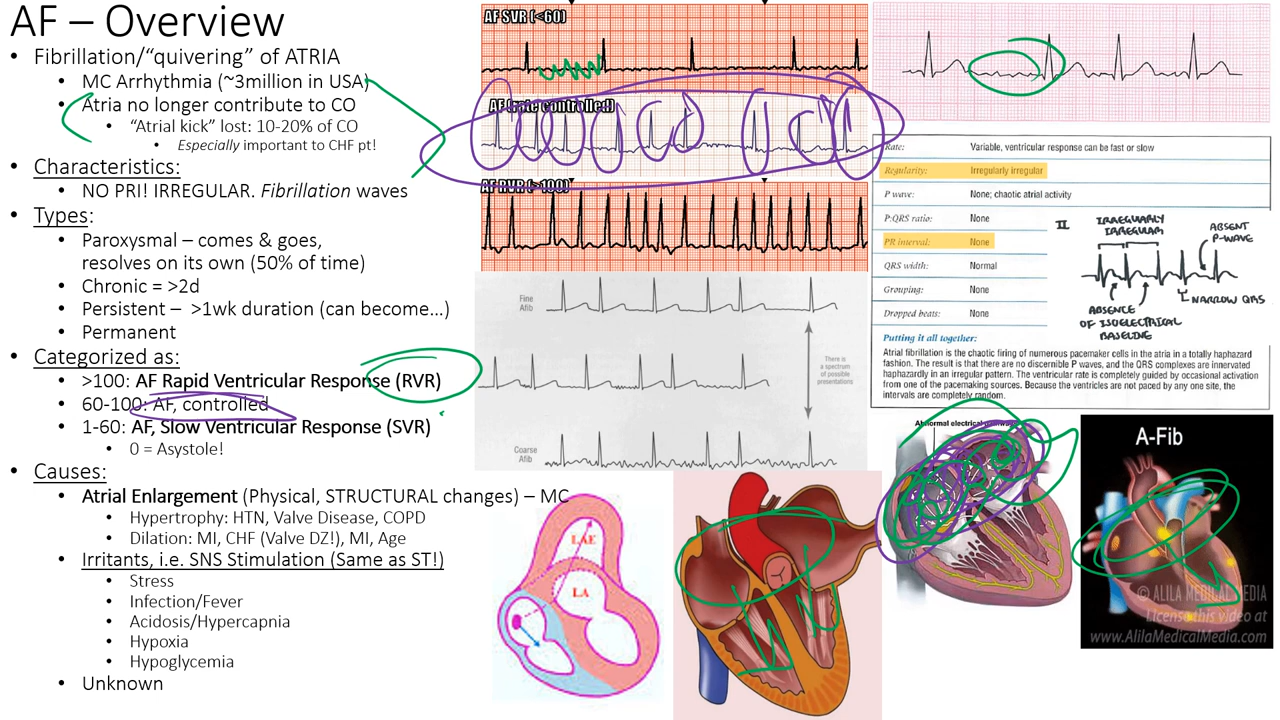 AF – Overview
• Fibrillation/“quivering” of ATRIA
• MC Arrhythmia (~3million in USA)
• Atria no longer contribute to CO
• “Atrial kick” lost: 10-20% of CO
• Especially important to CHF pt!
• Characteristics:
• NO PRI! IRREGULAR. Fibrillation waves
• Types:
• Paroxysmal – comes & goes,
resolves on its own (50% of time)
• Chronic = >2d
• Persistent – >1wk duration (can become...)
• Permanent
• Categorized as:
• >100: AF Rapid Ventricular Response (RVR)
• 60-100: AF, controlled
• 1-60: AF, Slow Ventricular Response (SVR)
• 0 = Asystole!
• Causes:
• Atrial Enlargement (Physical, STRUCTURAL changes) – MC
• Hypertrophy: HTN, Valve Disease, COPD
• Dilation: MI, CHF (Valve DZ!), MI, Age
• Irritants, i.e. SNS Stimulation (Same as ST!)
• Stress
• Infection/Fever
• Acidosis/Hypercapnia
• Hypoxia
• Hypoglycemia
• Unknown
AF SVR (<60)
AF (rate controlled)
AF RVR (>100)
Fine
Afib
There is
a spectrum
of possible
presentations
Coarse
Afib
LAE
LA
Rate: Variable, ventricular response can be fast or slow
Regularity: Irregularly irregular
P wave: None; chaotic atrial activity
P:QRS ratio: None
PR interval: None
QRS width: Normal
Grouping: None
Dropped beats: None
II
IRREGULARLY
IRREGULAR
ABSENT
P-WAVE
NARROW QRS
ABSENCE
OF ISOELECTRICAL
BASELINE
Putting it all together:
Atrial fibrillation is the chaotic firing of numerous pacemaker cells in the atria in a totally haphazard
fashion. The result is that there are no discernible P waves, and the QRS complexes are innervated
haphazardly in an irregular pattern. The ventricular rate is completely guided by occasional activation
from one of the pacemaking sources. Because the ventricles are not paced by any one site, the
intervals are completely random.
Abnormal electrical
A-Fib
© ALILA MEDICAL MEDIA
License this video at
www.AlilaMedicalMedia.com